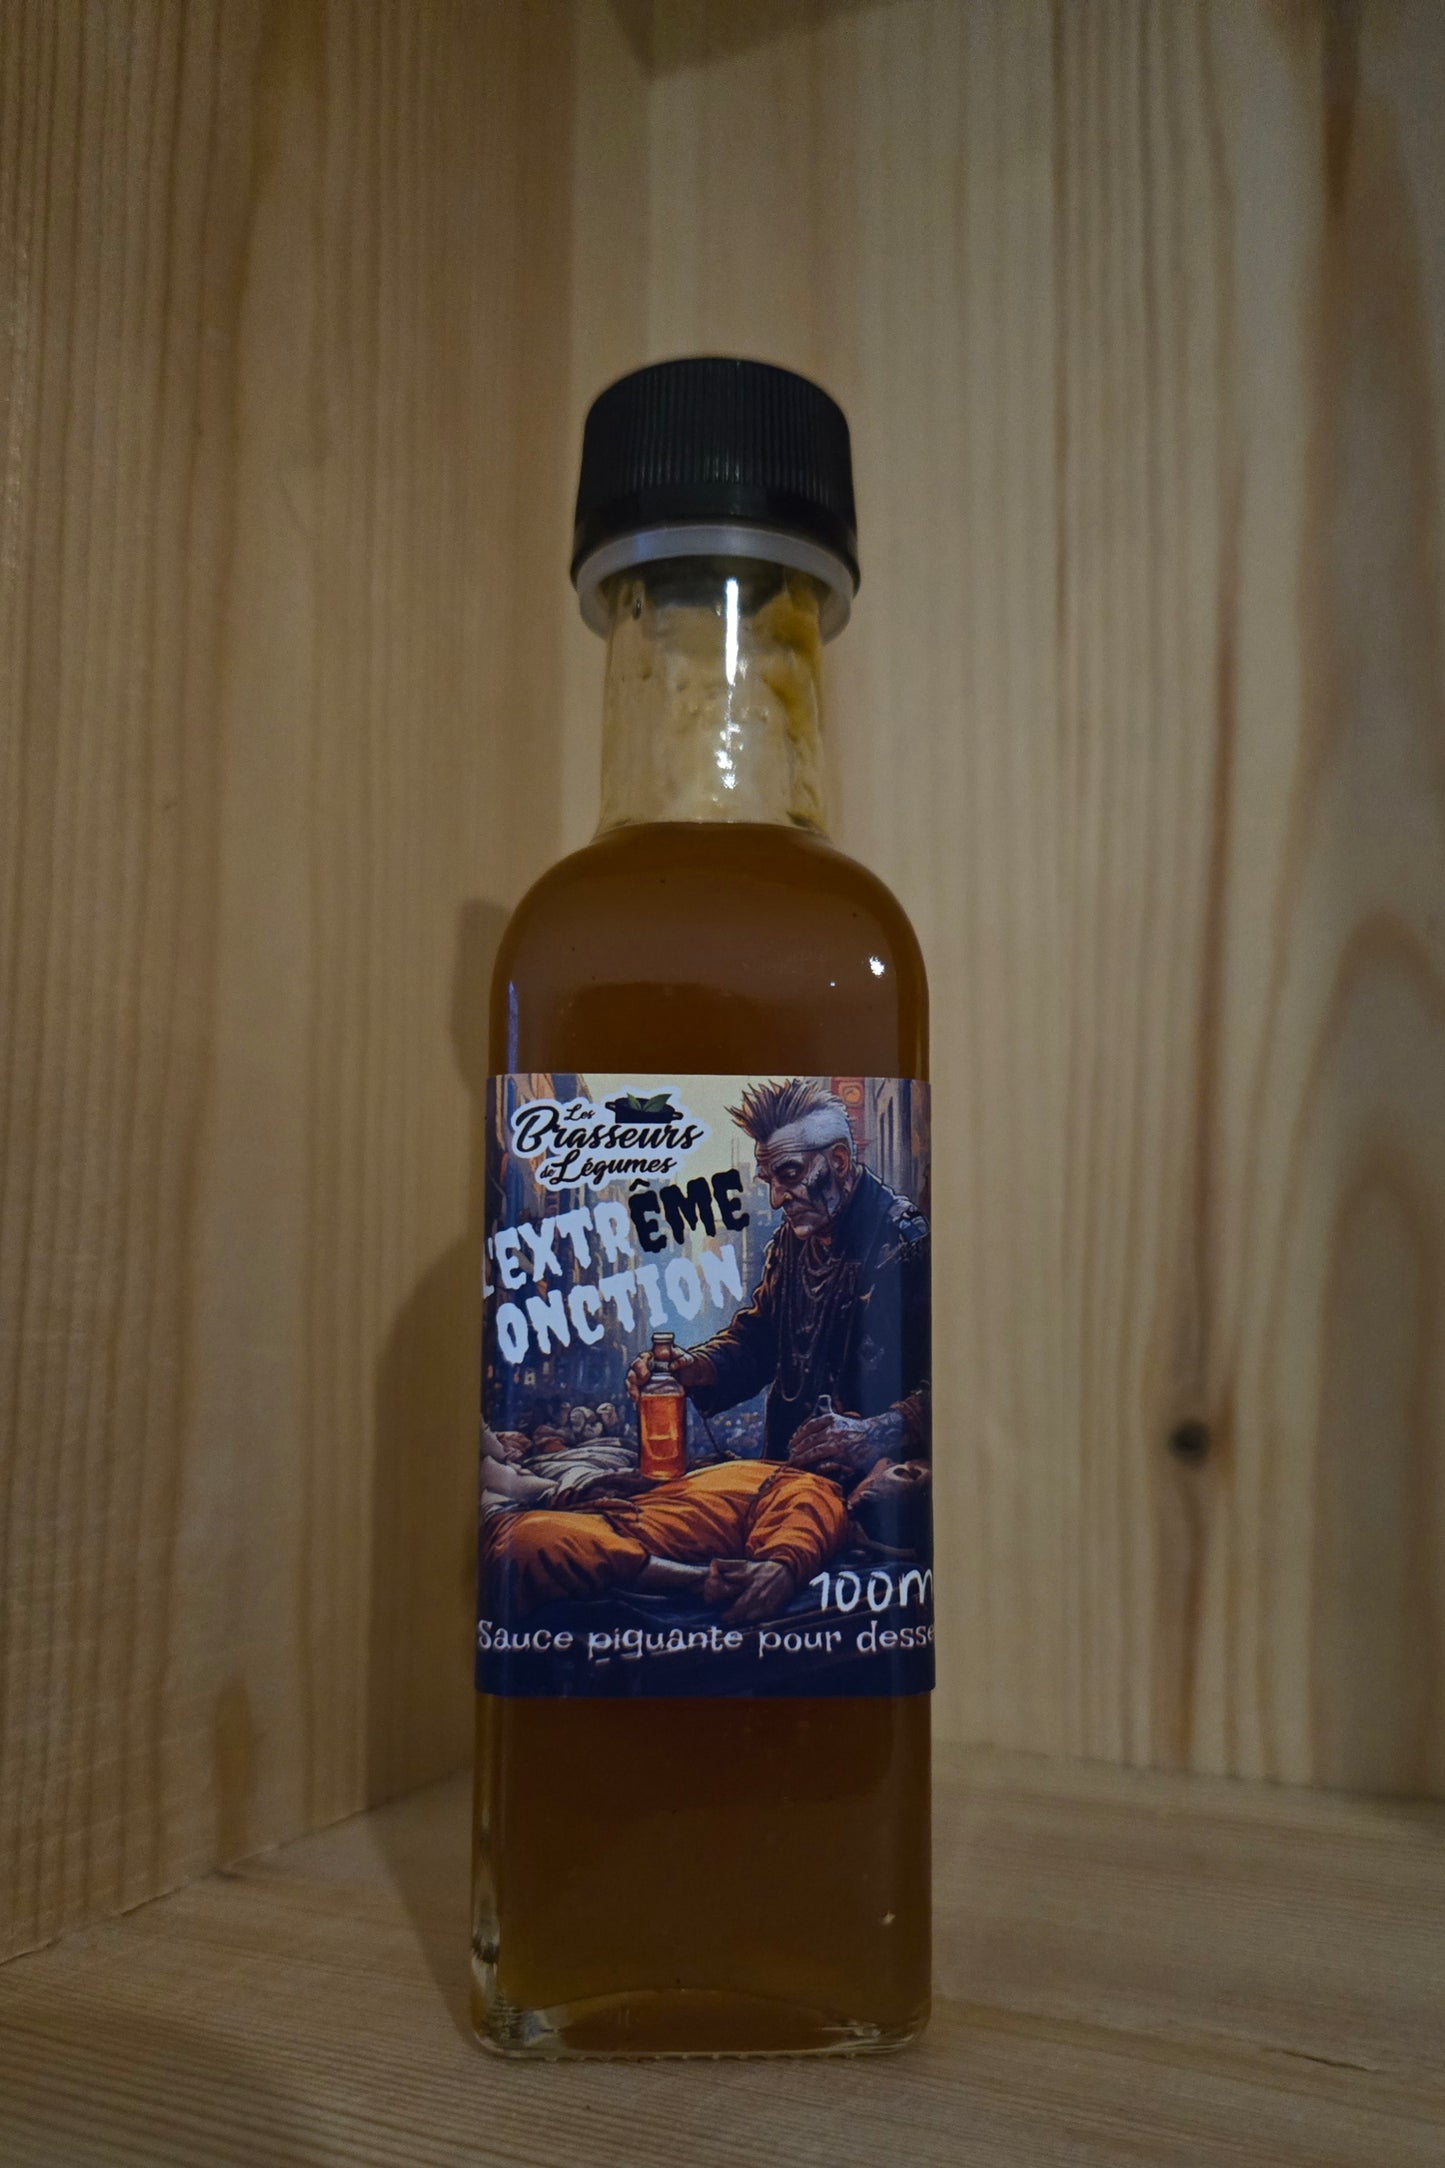 Les
Brasseurs
de Légumes
L'EXTRÊME
ONCTION
100m
Sauce piquante pour desse